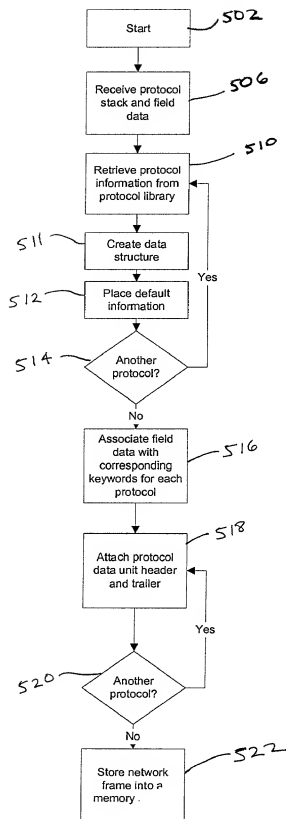 Start
502
Receive protocol
stack and field
data
506
Retrieve protocol
information from
protocol library
510
511
Create data
structure
Yes
512
Place default
information
514
Another
protocol?
No
Associate field
data with
corresponding
keywords for each
protocol
516
518
Attach protocol
data unit header
and trailer
Yes
520
Another
protocol?
No
Store network
frame into a
memory.
522